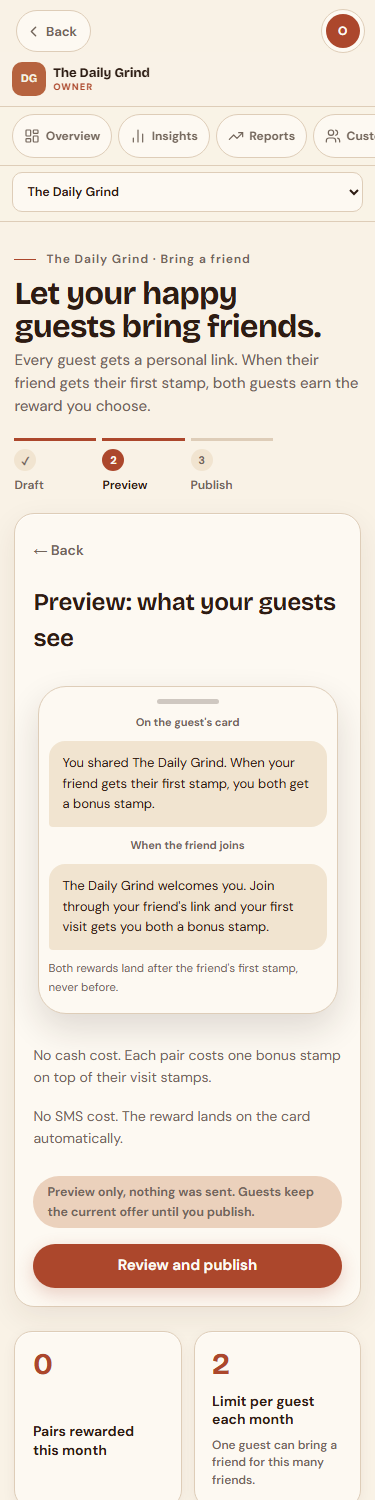 Back
O
DG
The Daily Grind
OWNER
Overview
Insights
Reports
Custo
The Daily Grind
The Daily Grind · Bring a friend
Let your happy
guests bring friends.
Every guest gets a personal link. When their
friend gets their first stamp, both guests earn the
reward you choose.
✓
2
3
Draft
Preview
Publish
← Back
Preview: what your guests
see
On the guest's card
You shared The Daily Grind. When your
friend gets their first stamp, you both get
a bonus stamp.
When the friend joins
The Daily Grind welcomes you. Join
through your friend's link and your first
visit gets you both a bonus stamp.
Both rewards land after the friend's first stamp,
never before.
No cash cost. Each pair costs one bonus stamp
on top of their visit stamps.
No SMS cost. The reward lands on the card
automatically.
Preview only, nothing was sent. Guests keep
the current offer until you publish.
Review and publish
0
Pairs rewarded
this month
2
Limit per guest
each month
One guest can bring a
friend for this many
friends.